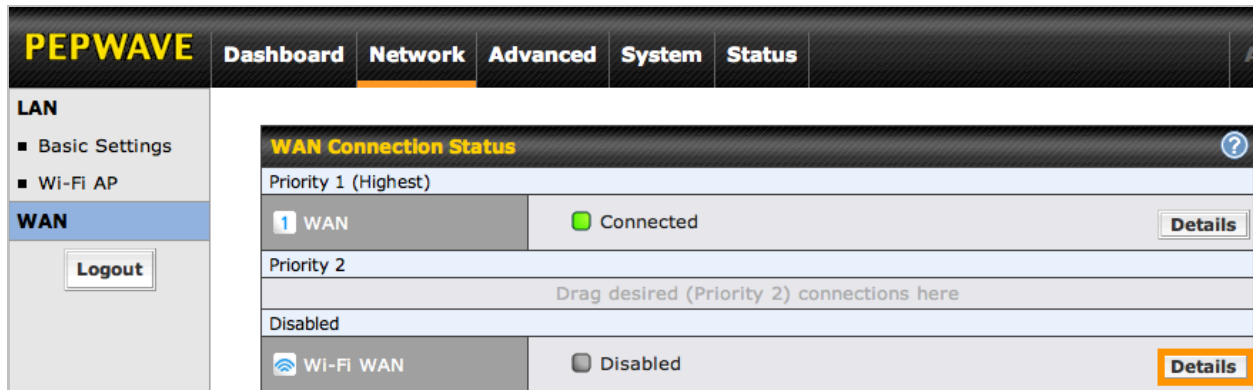 PEPWAVE Dashboard Network Advanced System Status
LAN
Basic Settings
Wi-Fi AP
WAN
Logout
WAN Connection Status ?
Priority 1 (Highest)
1 WAN Connected Details
Priority 2
Drag desired (Priority 2) connections here
Disabled
Wi-Fi WAN Disabled Details